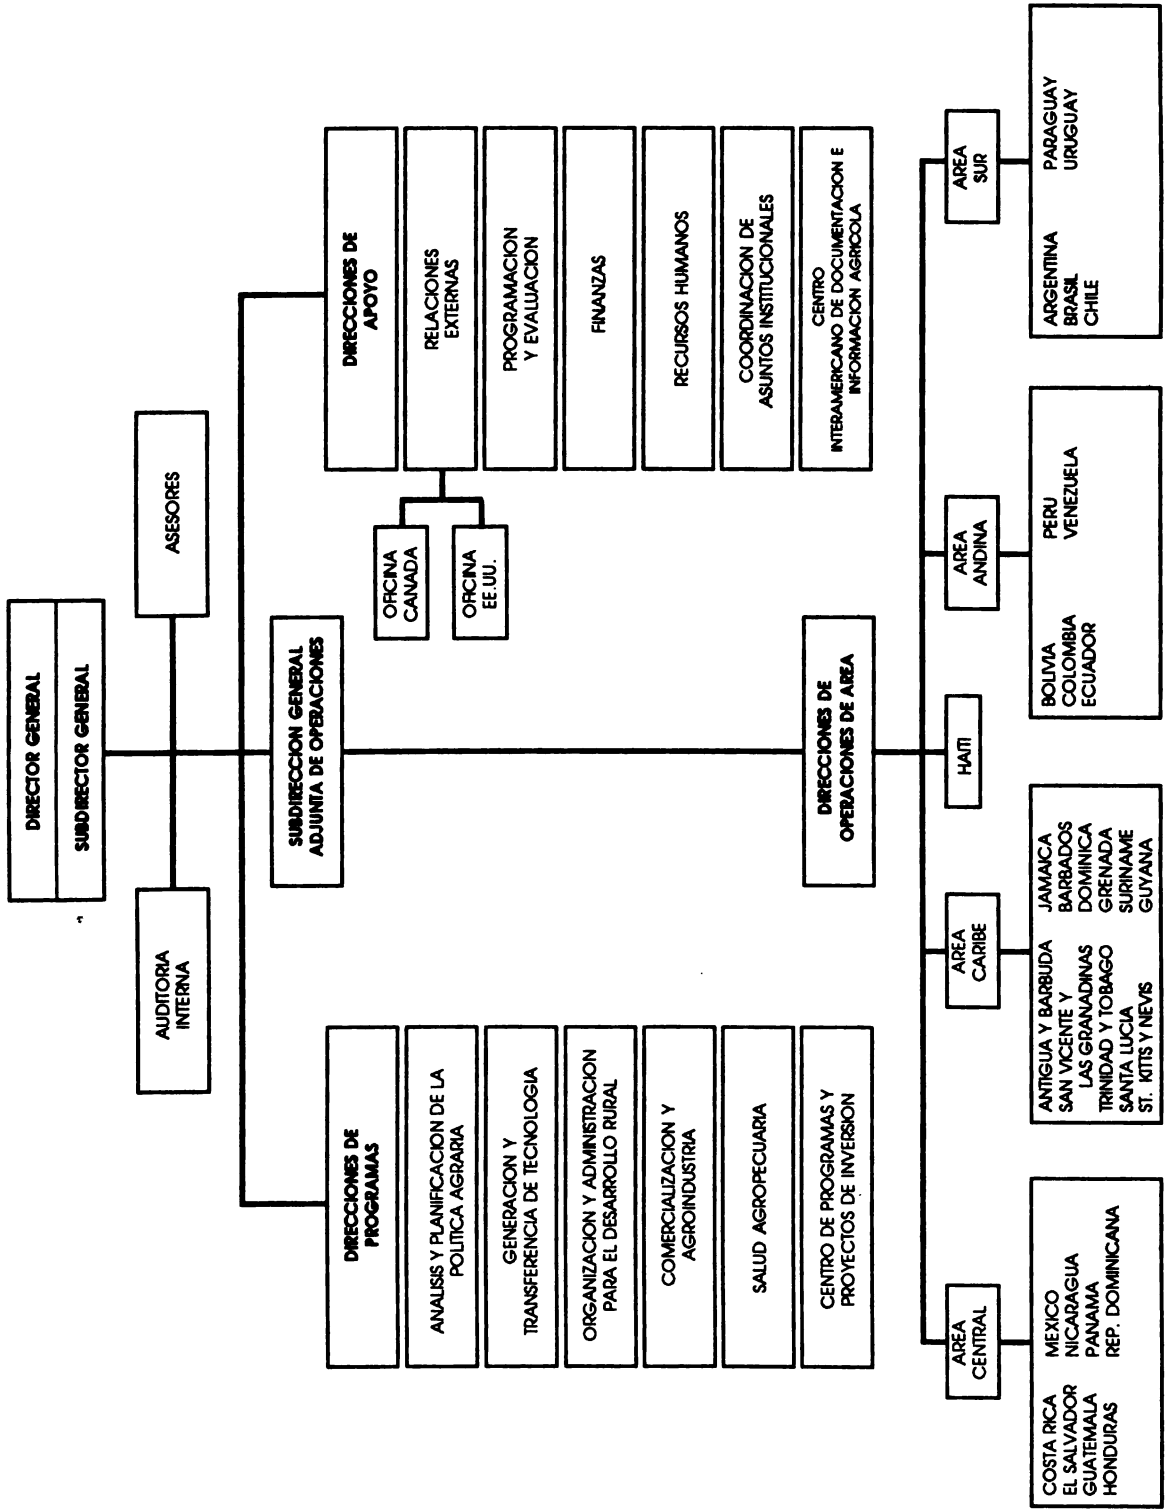 DIRECTOR GENERAL
SUBDIRECTOR GENERAL
AUDITORIA
INTERNA
ASESORES
SUBDIRECCION GENERAL
ADJUNTA DE OPERACIONES
DIRECCIONES DE
PROGRAMAS
ANALISIS Y PLANIFICACION DE LA
POLITICA AGRARIA
GENERACION Y
TRANSFERENCIA DE TECNOLOGIA
ORGANIZACION Y ADMINISTRACION
PARA EL DESARROLLO RURAL
COMERCIALIZACION Y
AGROINDUSTRIA
SALUD AGROPECUARIA
CENTRO DE PROGRAMAS Y
PROYECTOS DE INVERSION
DIRECCIONES DE
APOYO
RELACIONES
EXTERNAS
OFICINA
CANADA
OFICINA
EE.UU.
PROGRAMACION
Y EVALUACION
FINANZAS
RECURSOS HUMANOS
COORDINACION DE
ASUNTOS INSTITUCIONALES
CENTRO
INTERAMERICANO DE DOCUMENTACION E
INFORMACION AGRICOLA
DIRECCIONES DE
OPERACIONES DE AREA
AREA
CENTRAL
COSTA RICA
EL SALVADOR
GUATEMALA
HONDURAS
MEXICO
NICARAGUA
PANAMA
REP. DOMINICANA
AREA
CARIBE
ANTIGUA Y BARBUDA
SAN VICENTE Y
LAS GRANADINAS
TRINIDAD Y TOBAGO
SANTA LUCIA
ST. KITTS Y NEVIS
JAMAICA
BARBADOS
DOMINICA
GRENADA
SURINAME
GUYANA
HAITI
AREA
ANDINA
BOLIVIA
COLOMBIA
ECUADOR
PERU
VENEZUELA
AREA
SUR
ARGENTINA
BRASIL
CHILE
PARAGUAY
URUGUAY